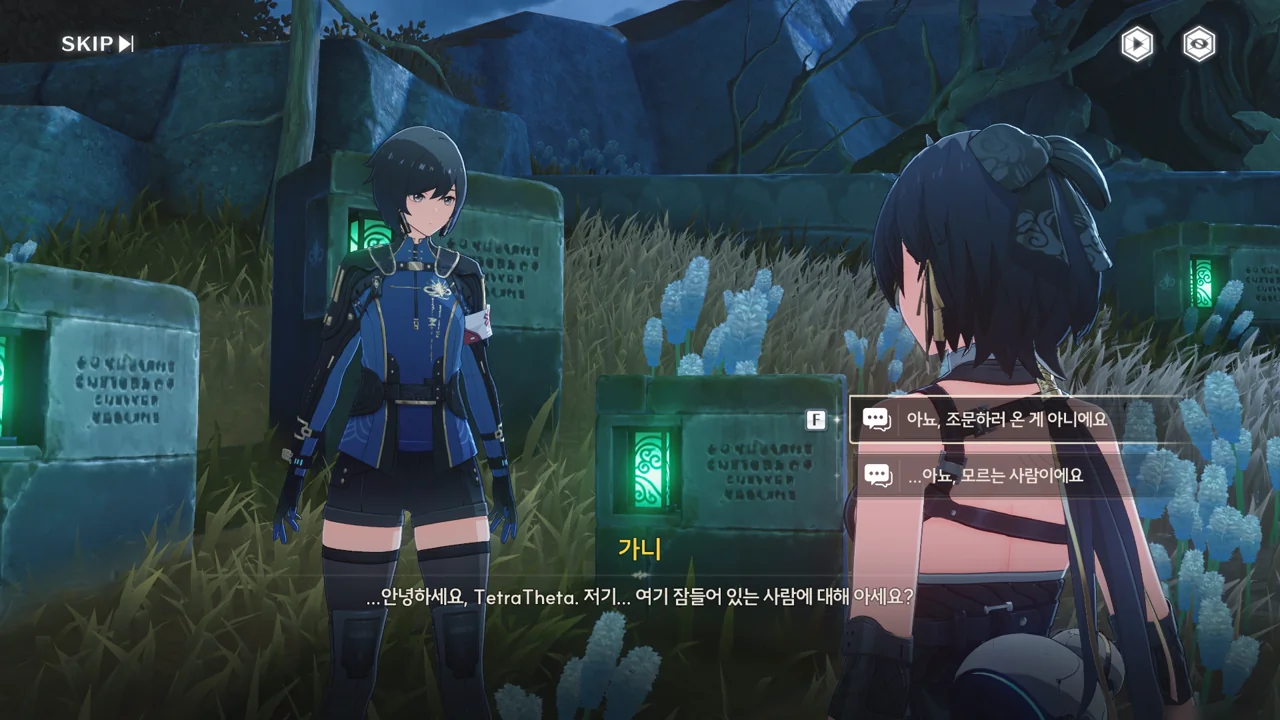 SKIP
F
아뇨, 조문하러 온 게 아니에요
...아뇨, 모르는 사람이에요
가니
...안녕하세요, TetraTheta. 저기... 여기 잠들어 있는 사람에 대해 아세요?